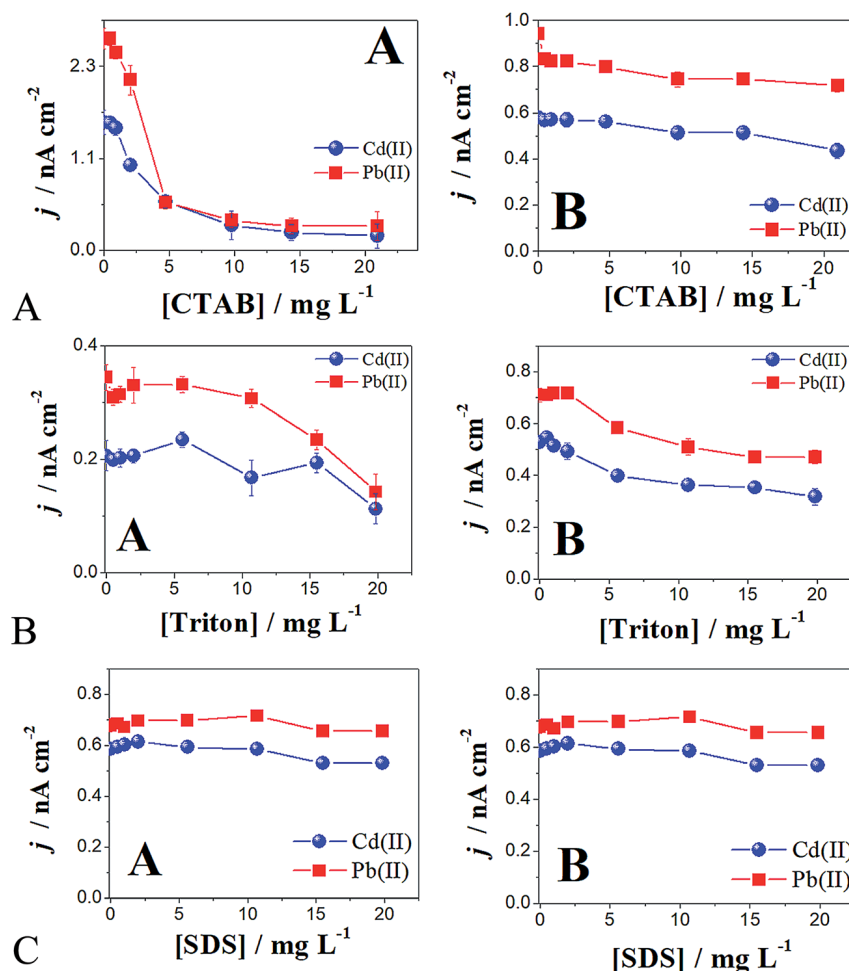 A
2.3
1.1
0.0
j / nA cm⁻²
Cd(II)
Pb(II)
0 5 10 15 20
[CTAB] / mg L⁻¹
A
1.0
0.8
0.6
0.4
0.2
0.0
j / nA cm⁻²
Cd(II)
Pb(II)
B
0 5 10 15 20
[CTAB] / mg L⁻¹
0.4
0.2
0.0
j / nA cm⁻²
Cd(II)
Pb(II)
A
0 5 10 15 20
[Triton] / mg L⁻¹
B
1.0
0.8
0.6
0.4
0.2
0.0
j / nA cm⁻²
Cd(II)
Pb(II)
B
0 5 10 15 20
[Triton] / mg L⁻¹
0.8
0.6
0.4
0.2
0.0
j / nA cm⁻²
A
Cd(II)
Pb(II)
0 5 10 15 20
[SDS] / mg L⁻¹
C
0.8
0.6
0.4
0.2
0.0
j / nA cm⁻²
B
Cd(II)
Pb(II)
0 5 10 15 20
[SDS] / mg L⁻¹